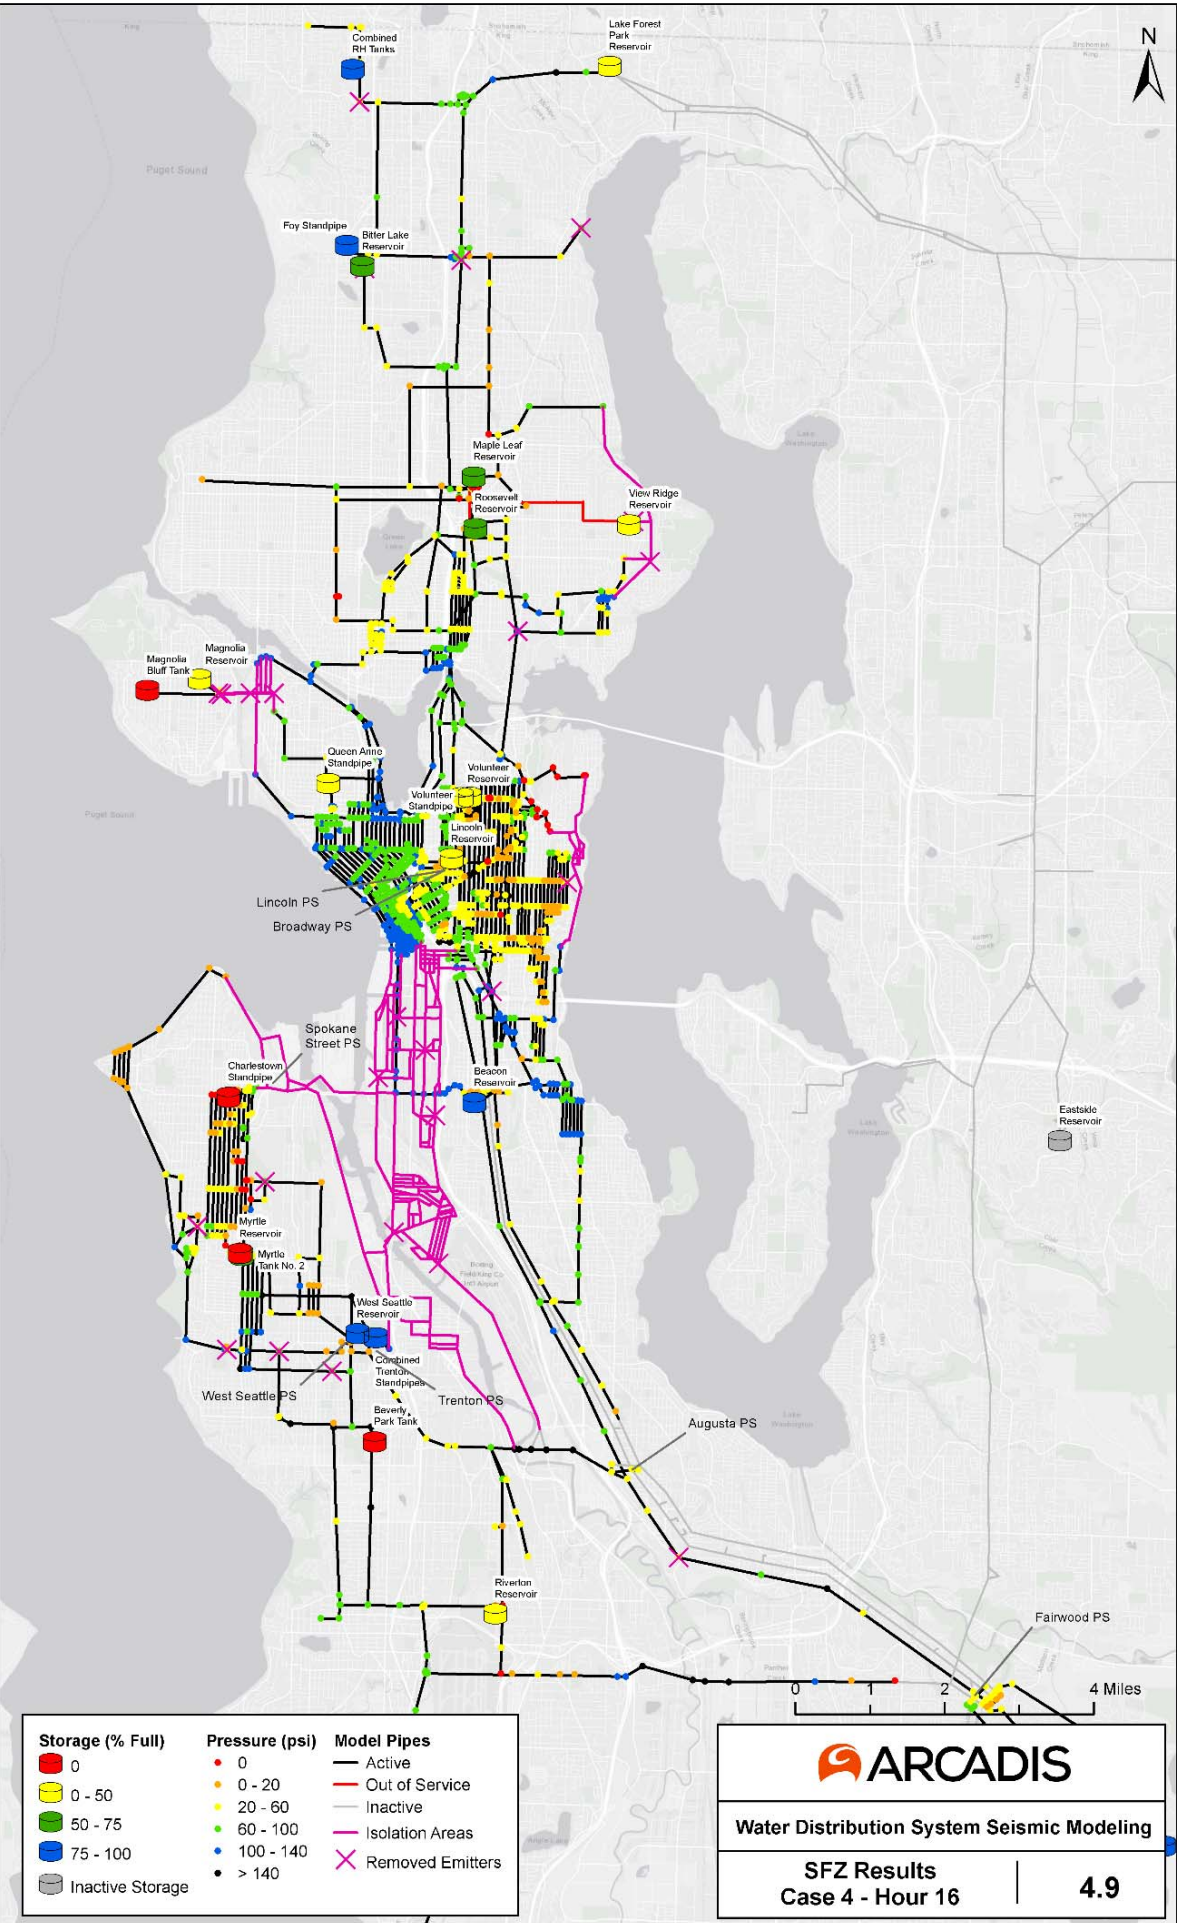 Combined
RH Tanks
Lake Forest
Park
Reservoir
N
Puget Sound
Foy Standpipe
Bitter Lake
Reservoir
Maple Leaf
Reservoir
Roosevelt
Reservoir
View Ridge
Reservoir
Magnolia
Reservoir
Magnolia
Bluff Tank
Queen Anne
Standpipe
Volunteer
Reservoir
Volunteer
Standpipe
Lincoln
Reservoir
Puget Sound
Lincoln PS
Broadway PS
Spokane
Street PS
Charlestown
Standpipe
Beacon
Reservoir
Eastside
Reservoir
Lake
Washington
Myrtle
Reservoir
Myrtle
Tank No. 2
West Seattle
Reservoir
Combined
Trenton
Standpipes
West Seattle PS
Trenton PS
Beverly
Park Tank
Augusta PS
Riverton
Reservoir
Fairwood PS
0 1 2 4 Miles
Storage (% Full)
0
0 - 50
50 - 75
75 - 100
Inactive Storage
Pressure (psi)
0
0 - 20
20 - 60
60 - 100
100 - 140
> 140
Model Pipes
Active
Out of Service
Inactive
Isolation Areas
Removed Emitters
ARCADIS
Water Distribution System Seismic Modeling
SFZ Results
Case 4 - Hour 16
4.9